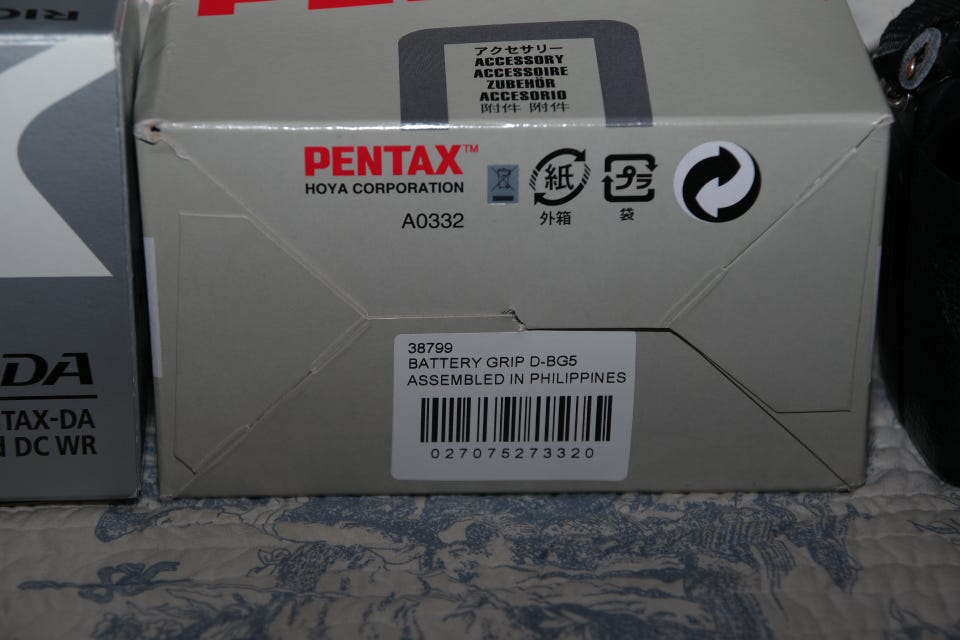 PENTAX
アクセサリー
ACCESSORY
ACCESSOIRE
ZUBEHÖR
ACCESORIO
附件 附件
PENTAX™
HOYA CORPORATION
A0332
紙
外箱
プラ
袋
38799
BATTERY GRIP D-BG5
ASSEMBLED IN PHILIPPINES
027075273320
DA
TAX-DA
DC WR